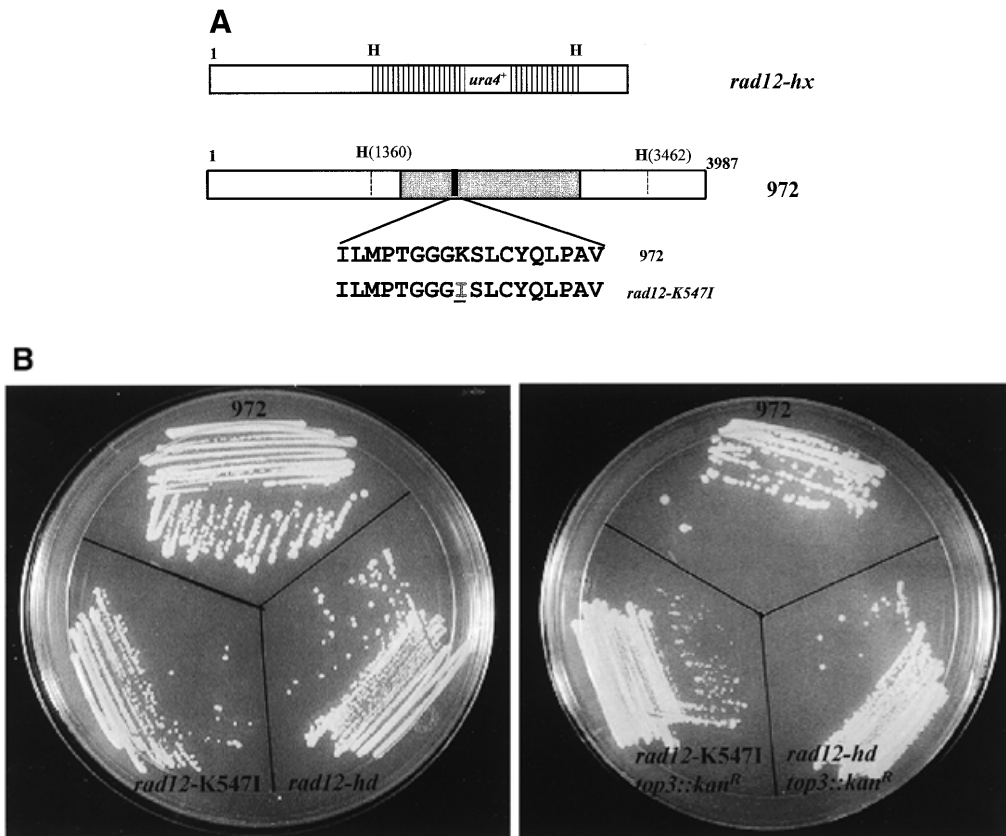 A
1 H H
ura4+ rad12-hx
1 H(1360) H(3462) 3987
972
ILMPTGGGKSLCYQLPAV 972
ILMPTGGGISLCYQLPAV rad12-K547I
B
972
rad12-K547I rad12-hd
972
rad12-K547I rad12-hd
top3::kanR top3::kanR